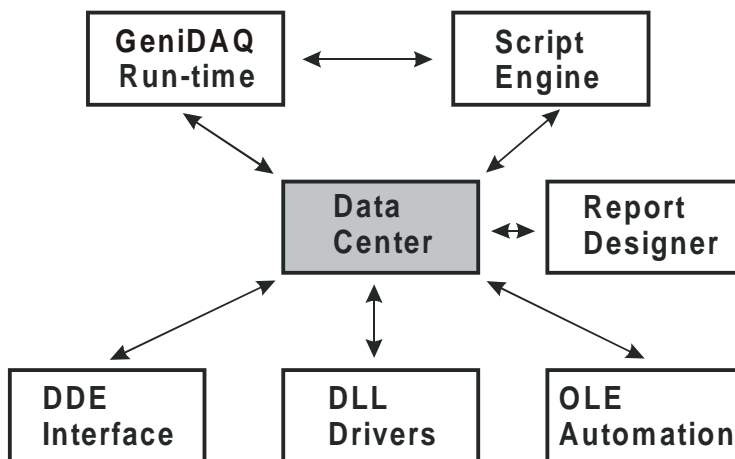 GeniDAQ
Run-time
Script
Engine
Data
Center
Report
Designer
DDE
Interface
DLL
Drivers
OLE
Automation